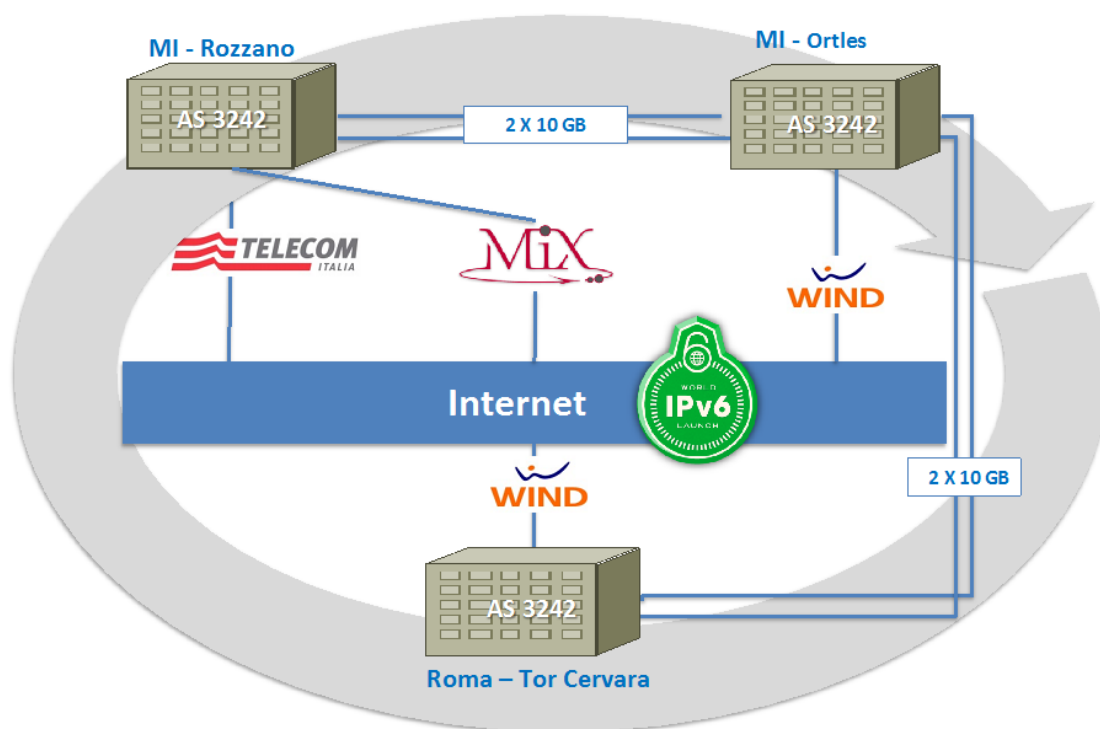 MI - Rozzano
MI - Ortles
AS 3242
2 X 10 GB
AS 3242
TELECOM
ITALIA
MiX
WIND
Internet
WORLD
IPv6
LAUNCH
WIND
2 X 10 GB
AS 3242
Roma – Tor Cervara